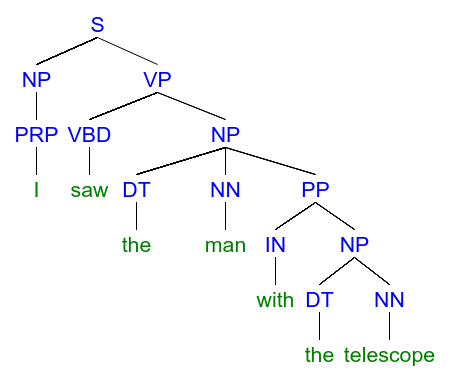 S
NP VP
PRP VBD NP
I saw DT NN PP
the man IN NP
with DT NN
the telescope